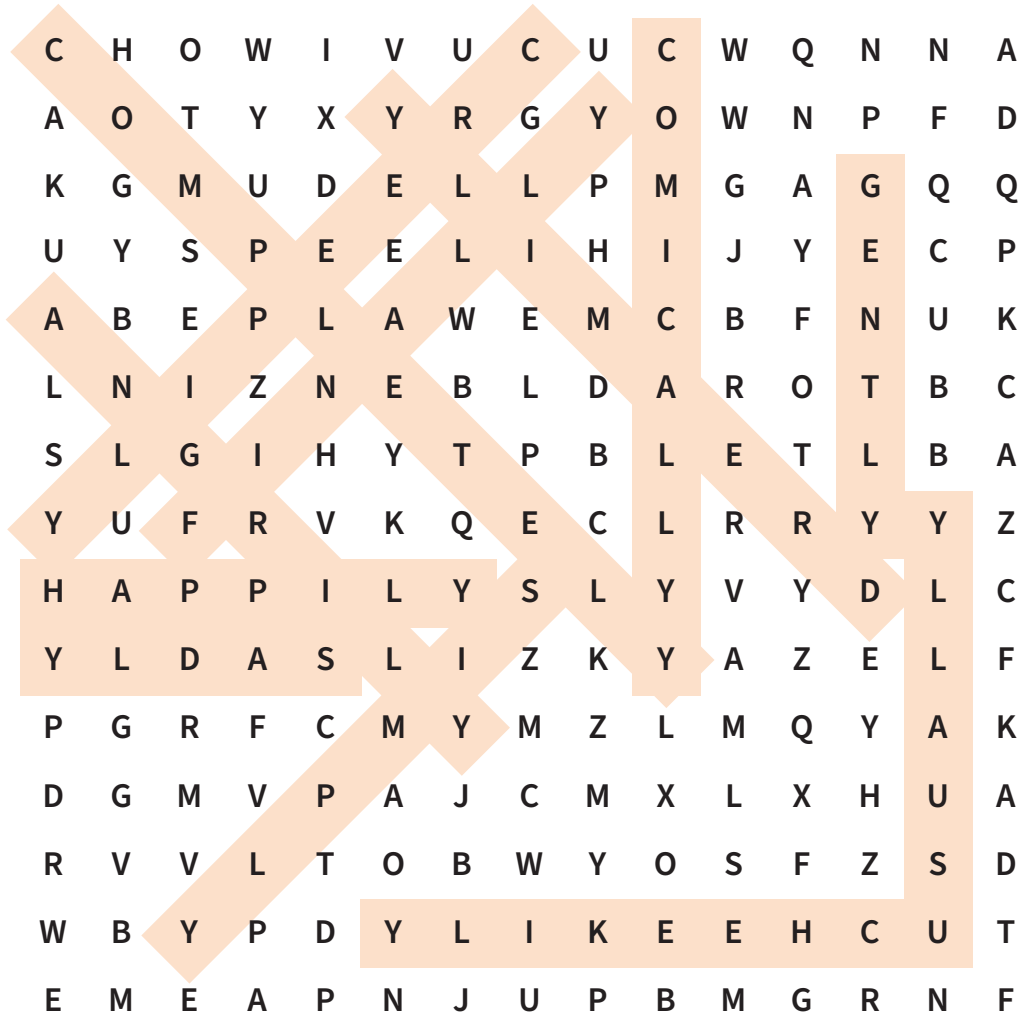 C H O W I V U C U C W Q N N A
A O T Y X Y R G Y O W N P F D
K G M U D E L L P M G A G Q Q
U Y S P E E L I H I J Y E C P
A B E P L A W E M C B F N U K
L N I Z N E B L D A R O T B C
S L G I H Y T P B L E T L B A
Y U F R V K Q E C L R R Y Y Z
H A P P I L Y S L Y V Y D L C
Y L D A S L I Z K Y A Z E L F
P G R F C M Y M Z L M Q Y A K
D G M V P A J C M X L X H U A
R V V L T O B W Y O S F Z S D
W B Y P D Y L I K E E H C U T
E M E A P N J U P B M G R N F